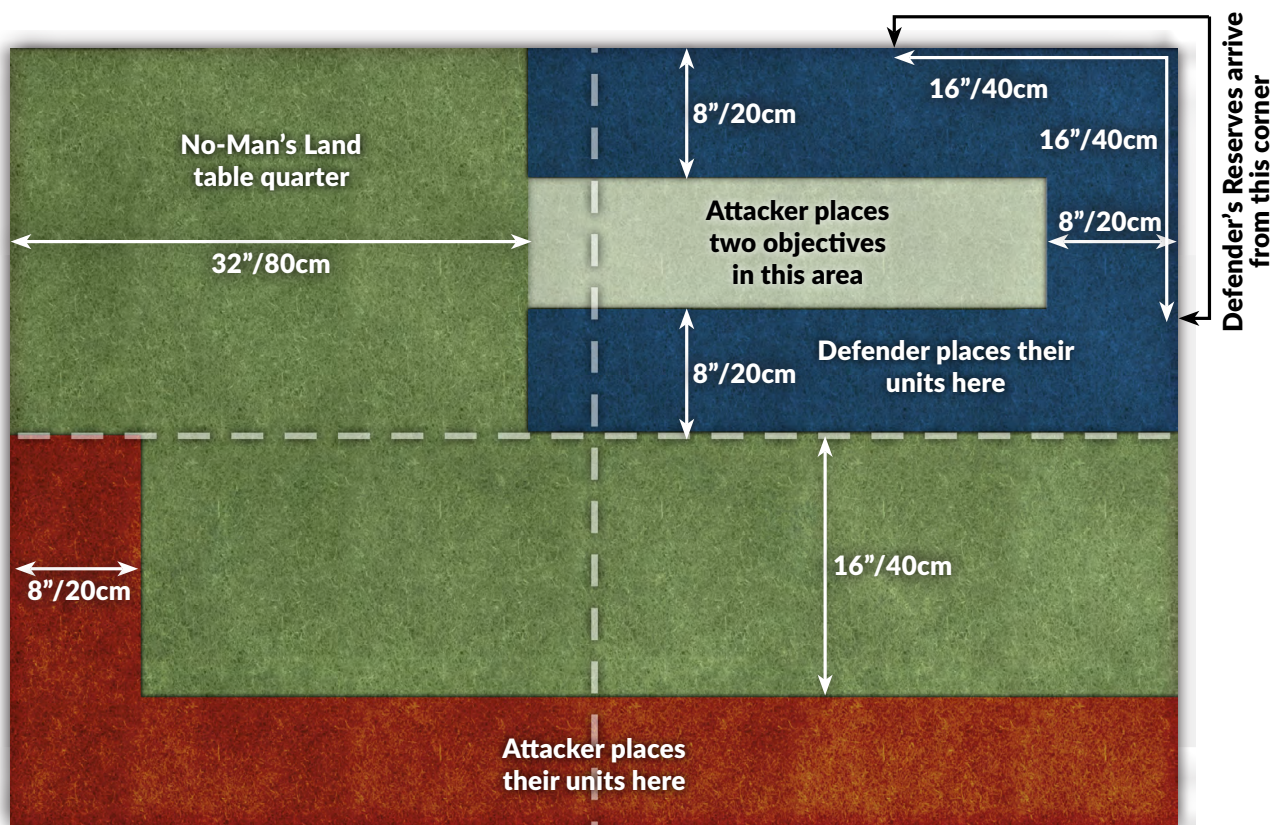 Defender's Reserves arrive
from this corner
16”/40cm
8”/20cm
16”/40cm
No-Man’s Land
table quarter
Attacker places
two objectives
in this area
8”/20cm
32”/80cm
Defender places their
units here
8”/20cm
16”/40cm
8”/20cm
Attacker places
their units here